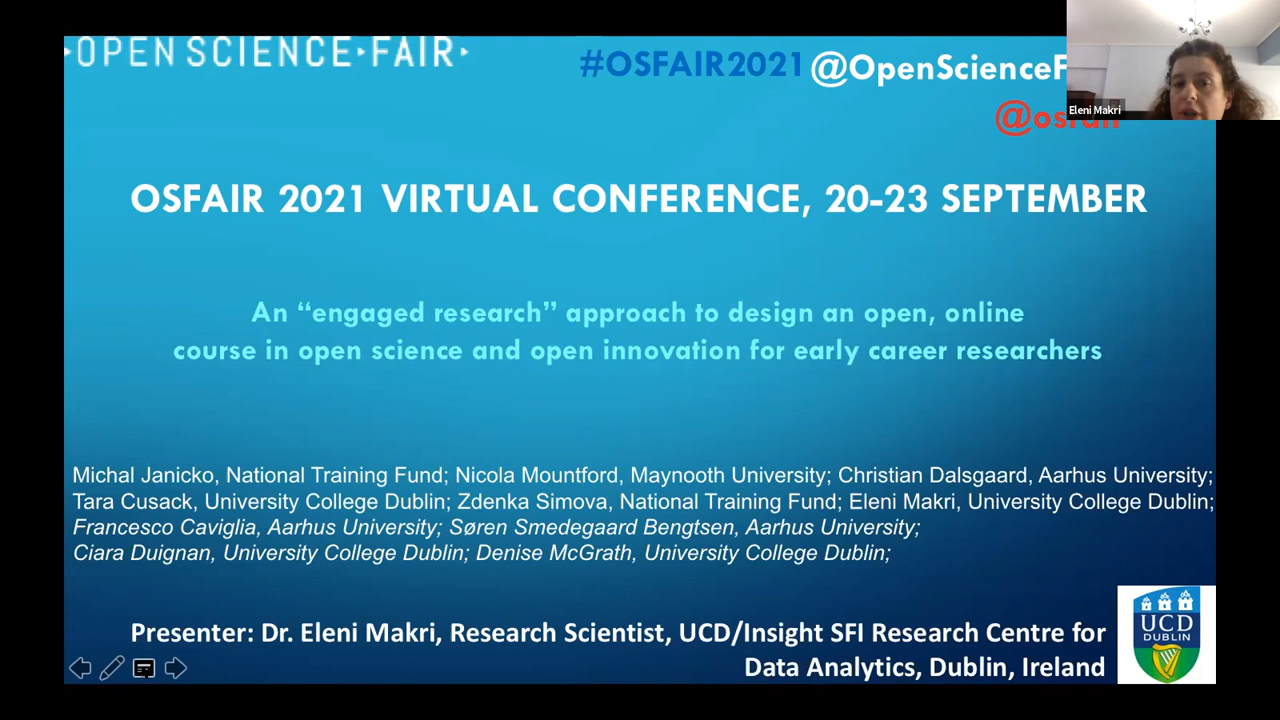 OPEN SCIENCE FAIR
#OSFAIR2021 @OpenScienceF
Eleni Makri
OSFAIR 2021 VIRTUAL CONFERENCE, 20-23 SEPTEMBER
An “engaged research” approach to design an open, online
course in open science and open innovation for early career researchers
Michal Janicko, National Training Fund; Nicola Mountford, Maynooth University; Christian Dalsgaard, Aarhus University;
Tara Cusack, University College Dublin; Zdenka Simova, National Training Fund; Eleni Makri, University College Dublin;
Francesco Caviglia, Aarhus University; Søren Smedegaard Bengtsen, Aarhus University;
Ciara Duignan, University College Dublin; Denise McGrath, University College Dublin;
Presenter: Dr. Eleni Makri, Research Scientist, UCD/Insight SFI Research Centre for
Data Analytics, Dublin, Ireland
UCD
DUBLIN